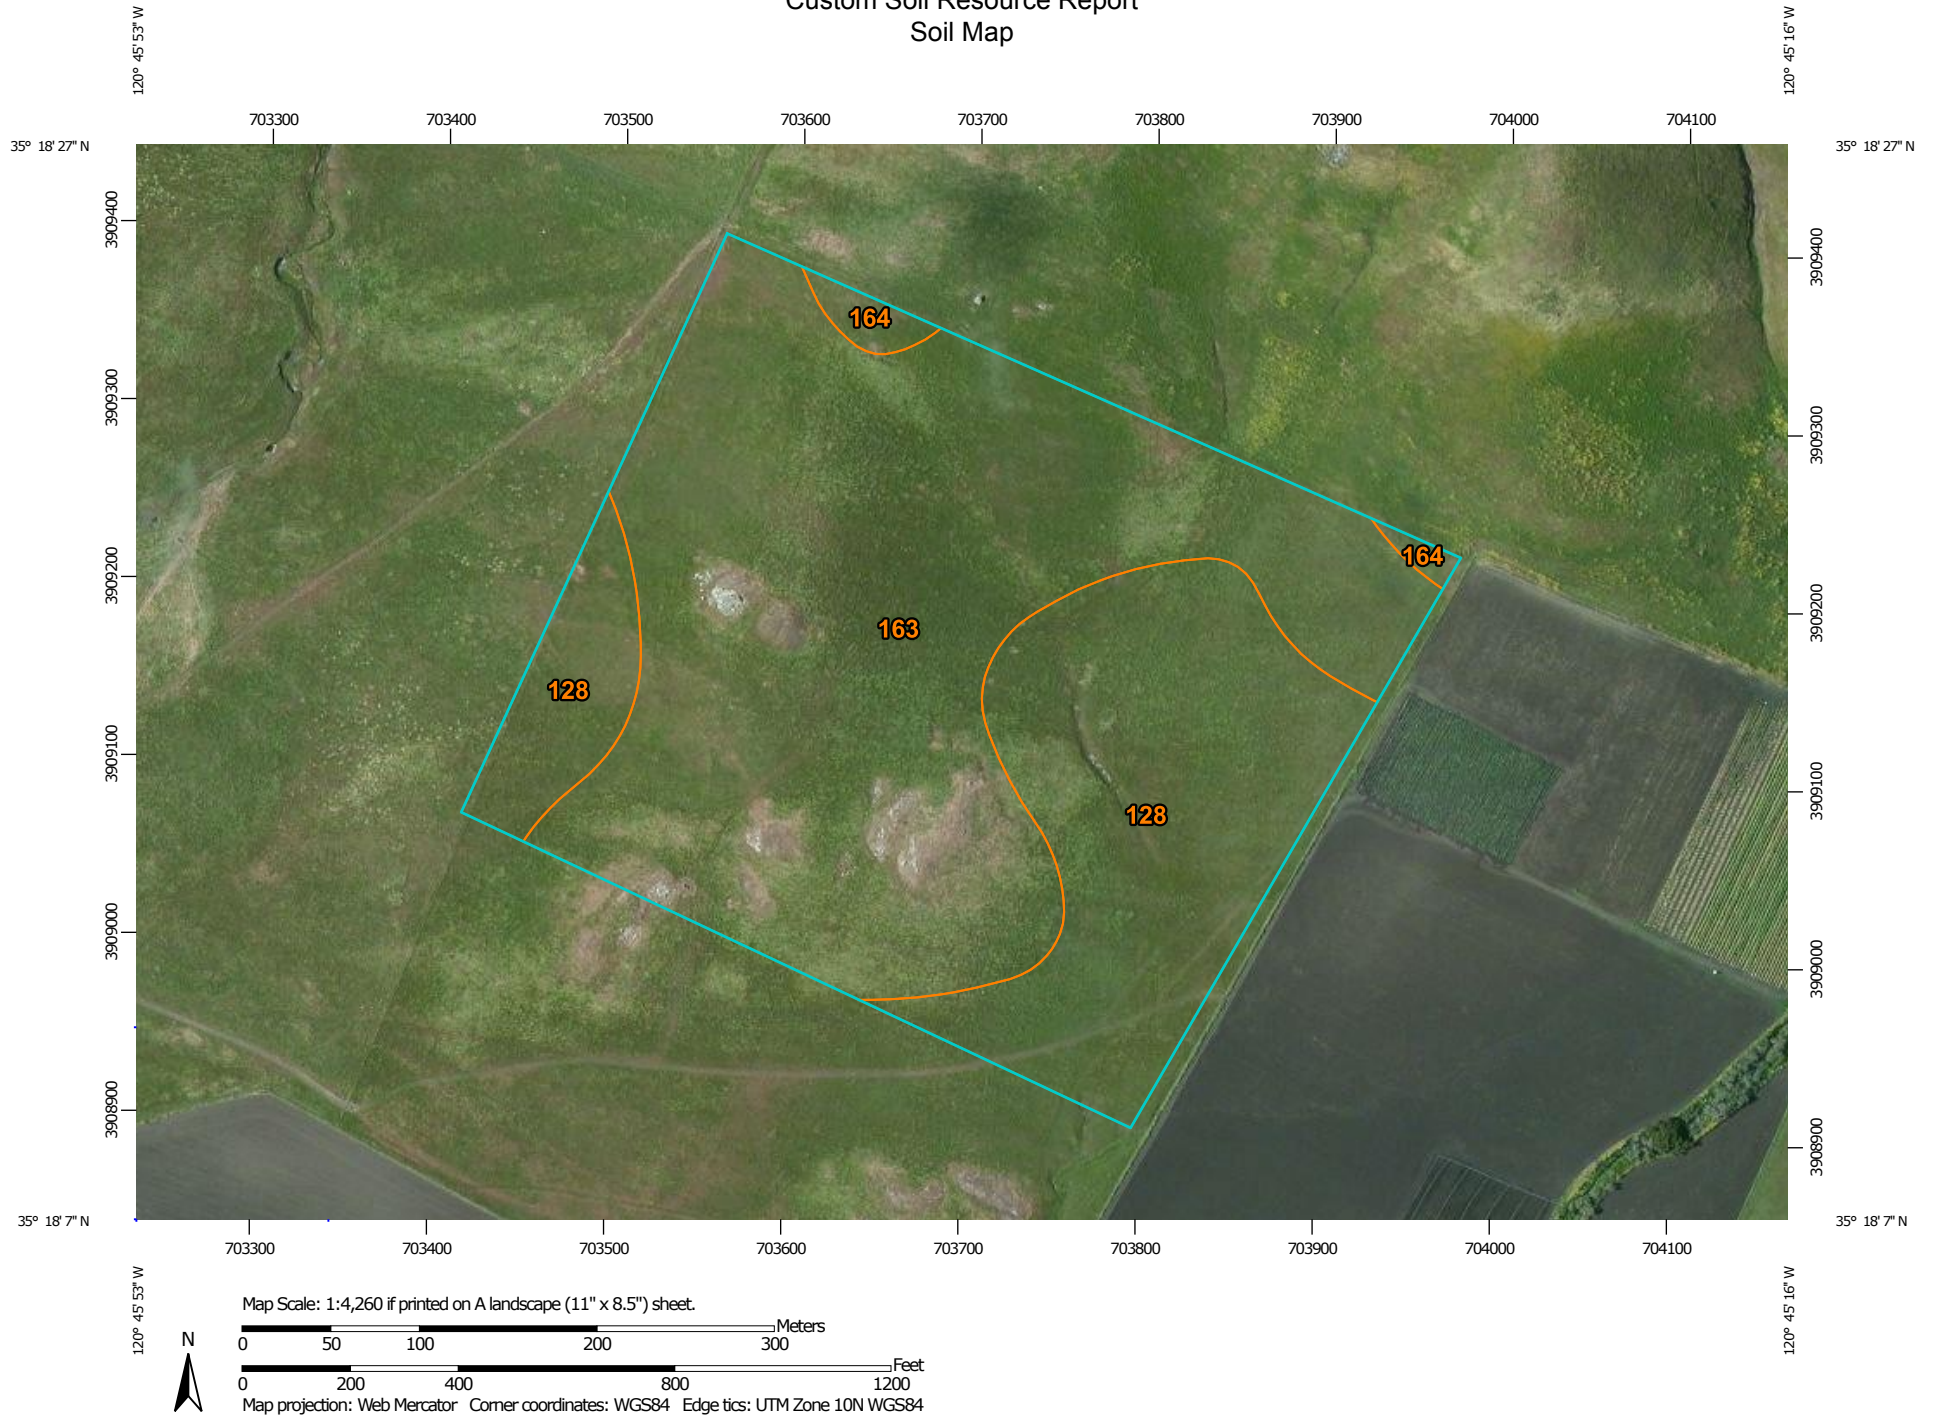 Custom Soil Resource Report
Soil Map
120° 45' 53" W
120° 45' 16" W
703300 703400 703500 703600 703700 703800 703900 704000 704100
35° 18' 27" N
35° 18' 27" N
3909400
3909300
3909200
3909100
3909000
3908900
3909400
3909300
3909200
3909100
3909000
3908900
164
164
163
128
128
35° 18' 7" N
35° 18' 7" N
703300 703400 703500 703600 703700 703800 703900 704000 704100
120° 45' 53" W
120° 45' 16" W
Map Scale: 1:4,260 if printed on A landscape (11" x 8.5") sheet.
Meters
0 50 100 200 300
Feet
0 200 400 800 1200
N
Map projection: Web Mercator Corner coordinates: WGS84 Edge tics: UTM Zone 10N WGS84